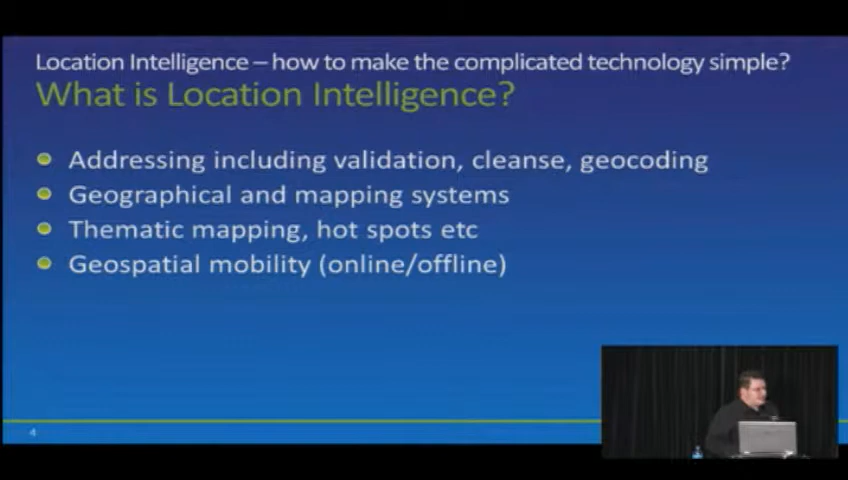 Location Intelligence – how to make the complicated technology simple?
What is Location Intelligence?
Addressing including validation, cleanse, geocoding
Geographical and mapping systems
Thematic mapping, hot spots etc
Geospatial mobility (online/offline)
4